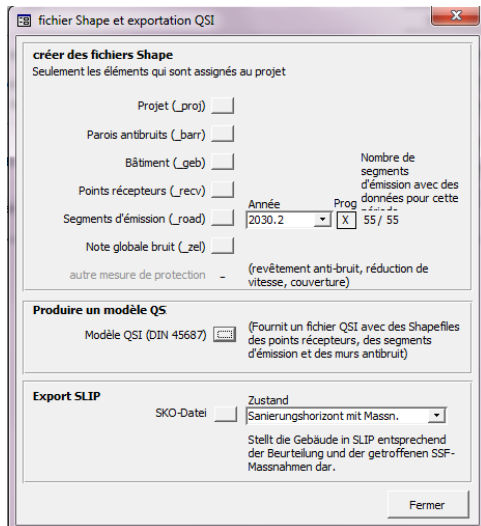 fichier Shape et exportation QSI
créer des fichiers Shape
Seulement les éléments qui sont assignés au projet
Projet (_proj)
Parois antibruits (_barr)
Bâtiment (_geb)
Points récepteurs (_recv)
Segments d'émission (_road)
Année
2030.2
Prog
X
Nombre de
segments
d'émission avec des
données pour cette
55 / 55
Note globale bruit (_zel)
autre mesure de protection -
(revêtement anti-bruit, réduction de
vitesse, couverture)
Produire un modèle QS
Modèle QSI (DIN 45687)
(Fournit un fichier QSI avec des Shapefiles
des points récepteurs, des segments
d'émission et des murs antibruit)
Export SLIP
SKO-Datei
Zustand
Sanierungshorizont mit Massn.
Stellt die Gebäude in SLIP entsprechend
der Beurteilung und der getroffenen SSF-
Massnahmen dar.
Fermer